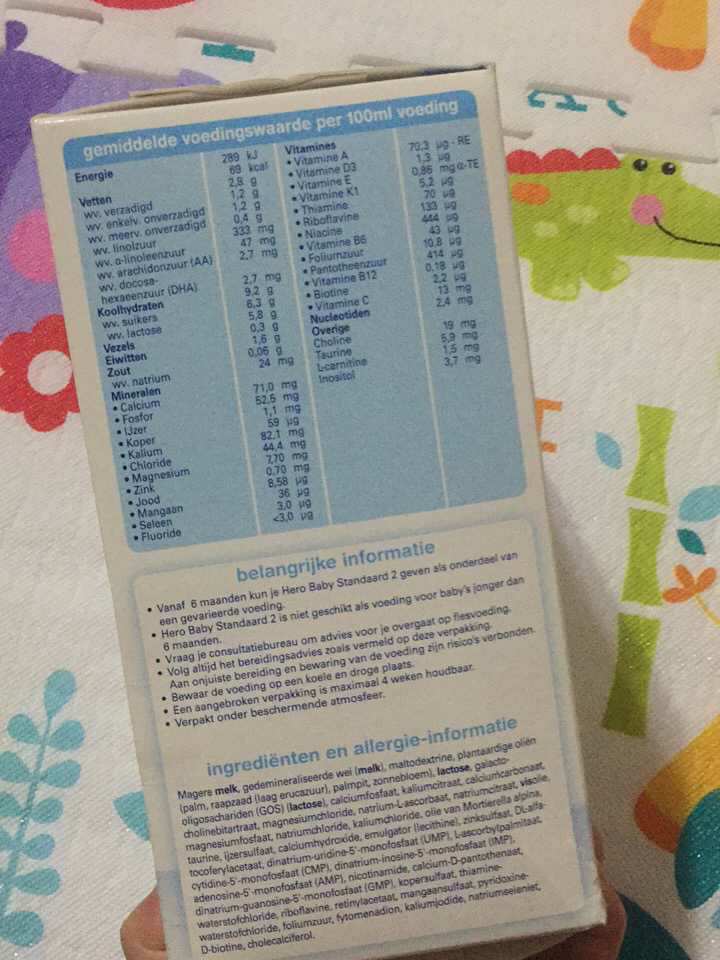 gemiddelde voedingswaarde per 100ml voeding
Energie 289 kJ
69 kcal
Vetten 2,8 g
wv. verzadigd 1,2 g
wv. enkelv. onverzadigd 1,2 g
wv. meerv. onverzadigd 0,4 g
wv. linolzuur 333 mg
wv. α-linoleenzuur 47 mg
wv. arachidonzuur (AA) 2,7 mg
wv. docosa-
hexaeenzuur (DHA) 2,7 mg
Koolhydraten 9,2 g
wv. suikers 6,3 g
wv. lactose 5,8 g
Vezels 0,3 g
Eiwitten 1,6 g
Zout 0,06 g
wv. natrium 24 mg
Mineralen
• Calcium 71,0 mg
• Fosfor 52,5 mg
• IJzer 1,1 mg
• Koper 59 µg
• Kalium 82,1 mg
• Chloride 44,4 mg
• Magnesium 7,70 mg
• Zink 0,70 mg
• Jood 8,58 µg
• Mangaan 36 µg
• Seleen 3,0 µg
• Fluoride <3,0 µg
Vitamines
• Vitamine A 70,3 µg - RE
• Vitamine D3 1,3 µg
• Vitamine E 0,86 mg α-TE
• Vitamine K1 5,2 µg
• Thiamine 70 µg
• Riboflavine 133 µg
• Niacine 444 µg
• Vitamine B6 43 µg
• Foliumzuur 10,8 µg
• Pantotheenzuur 414 µg
• Vitamine B12 0,18 µg
• Biotine 2,2 µg
• Vitamine C 13 mg
Nucleotiden 2,4 mg
Overige
Choline 19 mg
Taurine 5,9 mg
L-carnitine 1,5 mg
Inositol 3,7 mg
belangrijke informatie
• Vanaf 6 maanden kun je Hero Baby Standaard 2 geven als onderdeel van
een gevarieerde voeding.
• Hero Baby Standaard 2 is niet geschikt als voeding voor baby's jonger dan
6 maanden.
• Vraag je consultatiebureau om advies voor je overgaat op flesvoeding.
• Volg altijd het bereidingsadvies zoals vermeld op deze verpakking.
Aan onjuiste bereiding en bewaring van de voeding zijn risico's verbonden.
• Bewaar de voeding op een koele en droge plaats.
• Een aangebroken verpakking is maximaal 4 weken houdbaar.
• Verpakt onder beschermende atmosfeer.
ingrediënten en allergie-informatie
Magere melk, gedemineraliseerde wei (melk), maltodextrine, plantaardige oliën
(palm, raapzaad (laag erucazuur), palmpit, zonnebloem), lactose, galacto-
oligosachariden (GOS) (lactose), calciumfosfaat, kaliumcitraat, calciumcarbonaat,
cholinebitartraat, magnesiumchloride, natrium-L-ascorbaat, natriumcitraat, visolie,
magnesiumfosfaat, natriumchloride, kaliumchloride, olie van Mortierella alpina,
taurine, ijzersulfaat, calciumhydroxide, emulgator (lecithine), zinksulfaat, DL-alfa-
tocoferylacetaat, dinatrium-uridine-5'-monofosfaat (UMP), L-ascorbylpalmitaat,
cytidine-5'-monofosfaat (CMP), dinatrium-inosine-5'-monofosfaat (IMP),
adenosine-5'-monofosfaat (AMP), nicotinamide, calcium-D-pantothenaat,
dinatrium-guanosine-5'-monofosfaat (GMP), kopersulfaat, thiamine-
waterstofchloride, riboflavine, retinylacetaat, mangaansulfaat, pyridoxine-
waterstofchloride, foliumzuur, fytomenadion, kaliumjodide, natriumseleniet,
D-biotine, cholecalciferol.